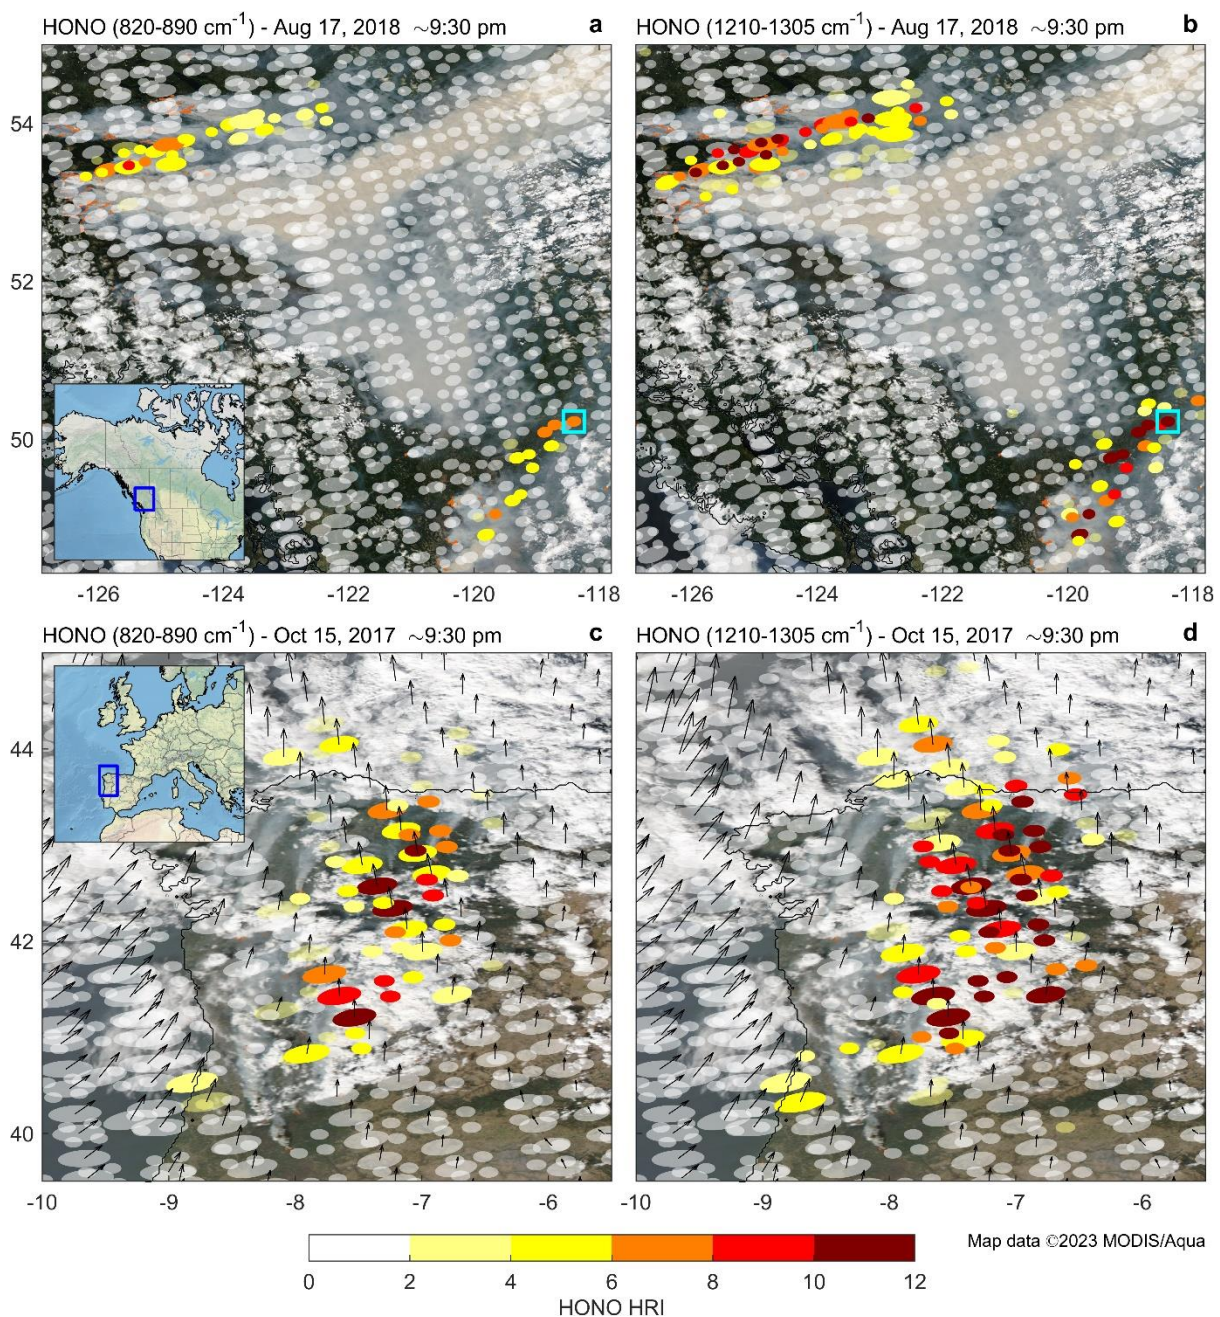 HONO (820-890 cm⁻¹) - Aug 17, 2018 ~9:30 pm a
HONO (1210-1305 cm⁻¹) - Aug 17, 2018 ~9:30 pm b
54
52
50
-126 -124 -122 -120 -118
-126 -124 -122 -120 -118
HONO (820-890 cm⁻¹) - Oct 15, 2017 ~9:30 pm c
HONO (1210-1305 cm⁻¹) - Oct 15, 2017 ~9:30 pm d
44
42
40
-10 -9 -8 -7 -6
-10 -9 -8 -7 -6
Map data ©2023 MODIS/Aqua
0 2 4 6 8 10 12
HONO HRI